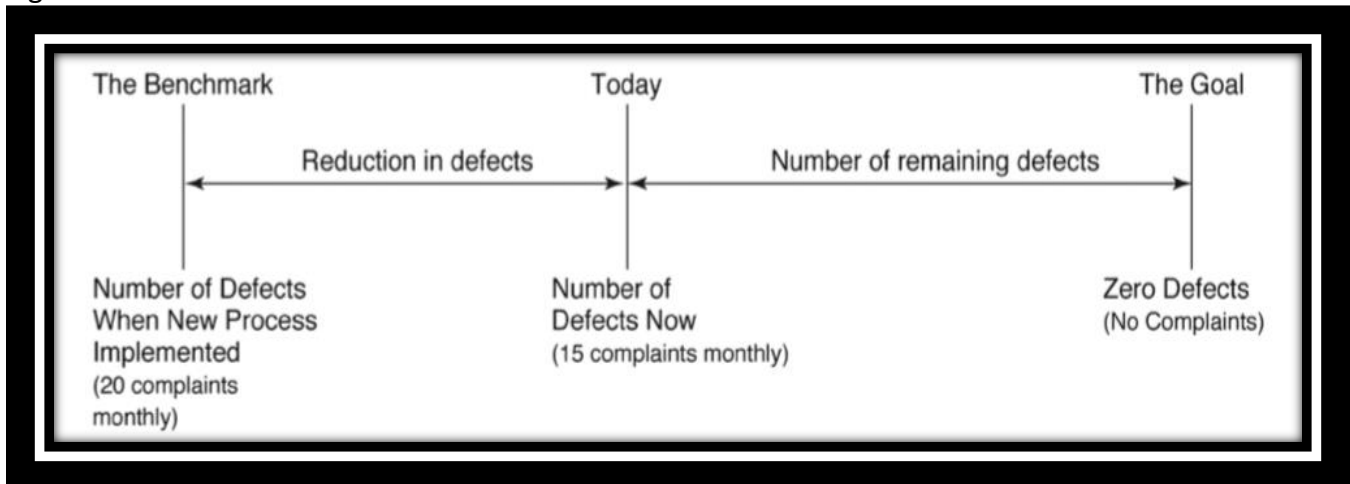 The Benchmark
Today
The Goal
Reduction in defects
Number of remaining defects
Number of Defects
When New Process
Implemented
(20 complaints
monthly)
Number of
Defects Now
(15 complaints monthly)
Zero Defects
(No Complaints)